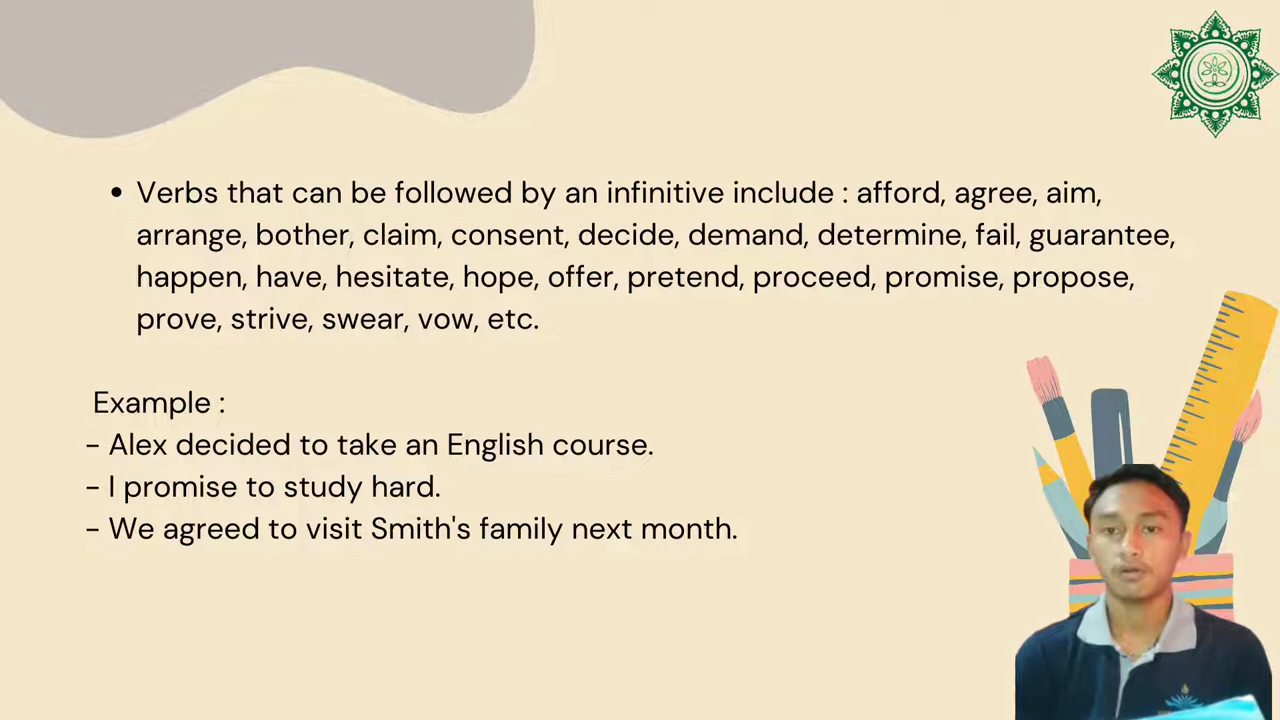 • Verbs that can be followed by an infinitive include : afford, agree, aim,
arrange, bother, claim, consent, decide, demand, determine, fail, guarantee,
happen, have, hesitate, hope, offer, pretend, proceed, promise, propose,
prove, strive, swear, vow, etc.
Example :
- Alex decided to take an English course.
- I promise to study hard.
- We agreed to visit Smith's family next month.